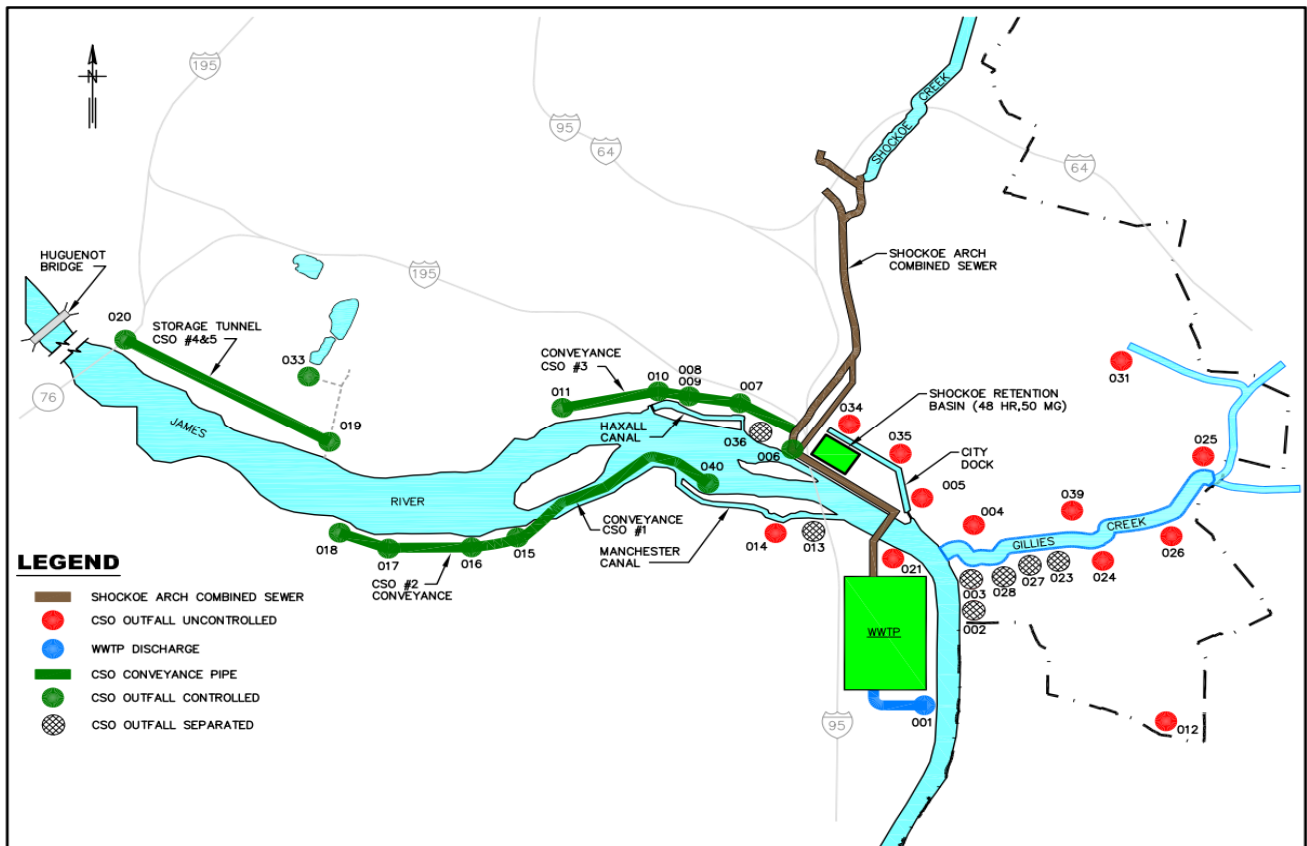 N
195
95
64
SHOCKOE CREEK
64
HUGUENOT
BRIDGE
SHOCKOE ARCH
COMBINED SEWER
195
020
STORAGE TUNNEL
CSO #4&5
033
76
CONVEYANCE
CSO #3
011
010
008
009
007
SHOCKOE RETENTION
BASIN (48 HR,50 MG)
031
034
HAXALL
CANAL
036
006
035
CITY
DOCK
025
JAMES
RIVER
019
040
005
004
039
GILLIES
CREEK
026
018
017
016
015
CONVEYANCE
CSO #1
MANCHESTER
CANAL
014
013
021
003
028
027
023
024
002
CSO #2
CONVEYANCE
WWTP
001
95
012
LEGEND
SHOCKOE ARCH COMBINED SEWER
CSO OUTFALL UNCONTROLLED
WWTP DISCHARGE
CSO CONVEYANCE PIPE
CSO OUTFALL CONTROLLED
CSO OUTFALL SEPARATED